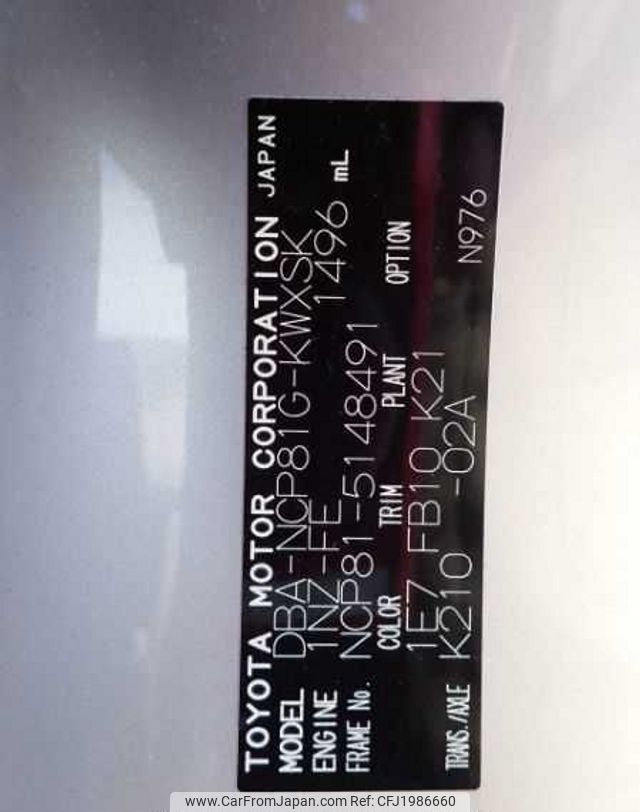 TOYOTA MOTOR CORPORATION JAPAN
MODEL DBA-NCP81G-KWXSK
ENGINE 1NZ-FE 1496 mL
FRAME No. NCP81-5148491
COLOR TRIM PLANT OPTION
1E7 FB10 K21
TRANS./AXLE K210 -02A N976
www.CarFromJapan.com ID:CFJ1986660